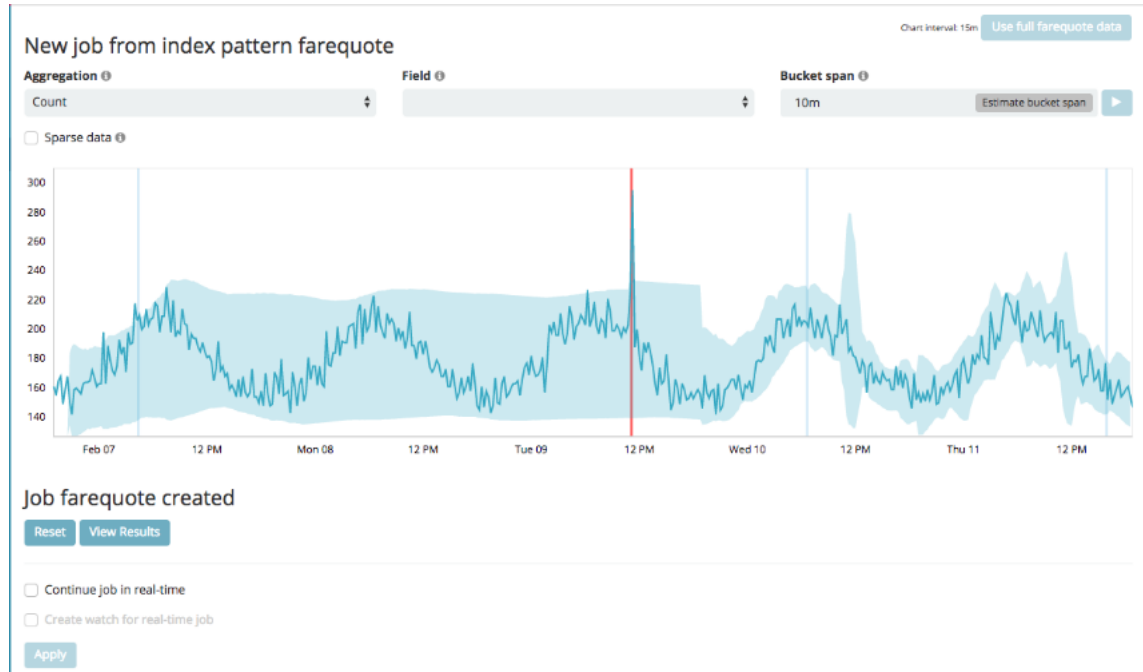 Chart interval: 15m Use full farequote data
New job from index pattern farequote
Aggregation Field Bucket span
Count 10m Estimate bucket span
Sparse data
300
280
260
240
220
200
180
160
140
Feb 07 12 PM Mon 08 12 PM Tue 09 12 PM Wed 10 12 PM Thu 11 12 PM
Job farequote created
Reset View Results
Continue job in real-time
Create watch for real-time job
Apply